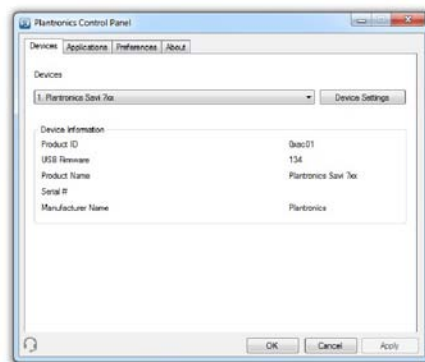 Plantronics Control Panel
Devices Applications Preferences About
Devices
1. Plantronics Savi 7xx Device Settings
Device Information
Product ID 0xac01
USB Firmware 134
Product Name Plantronics Savi 7xx
Serial #
Manufacturer Name Plantronics
OK Cancel Apply